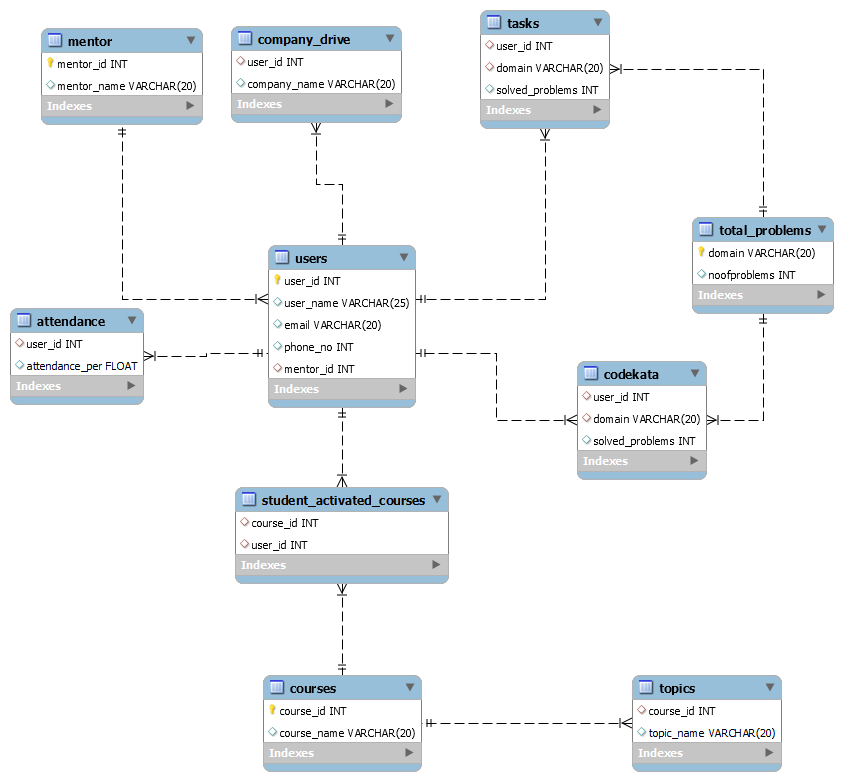 mentor
mentor_id INT
mentor_name VARCHAR(20)
Indexes
company_drive
user_id INT
company_name VARCHAR(20)
Indexes
tasks
user_id INT
domain VARCHAR(20)
solved_problems INT
Indexes
total_problems
domain VARCHAR(20)
noofproblems INT
Indexes
users
user_id INT
user_name VARCHAR(25)
email VARCHAR(20)
phone_no INT
mentor_id INT
Indexes
attendance
user_id INT
attendance_per FLOAT
Indexes
codekata
user_id INT
domain VARCHAR(20)
solved_problems INT
Indexes
student_activated_courses
course_id INT
user_id INT
Indexes
courses
course_id INT
course_name VARCHAR(20)
Indexes
topics
course_id INT
topic_name VARCHAR(20)
Indexes